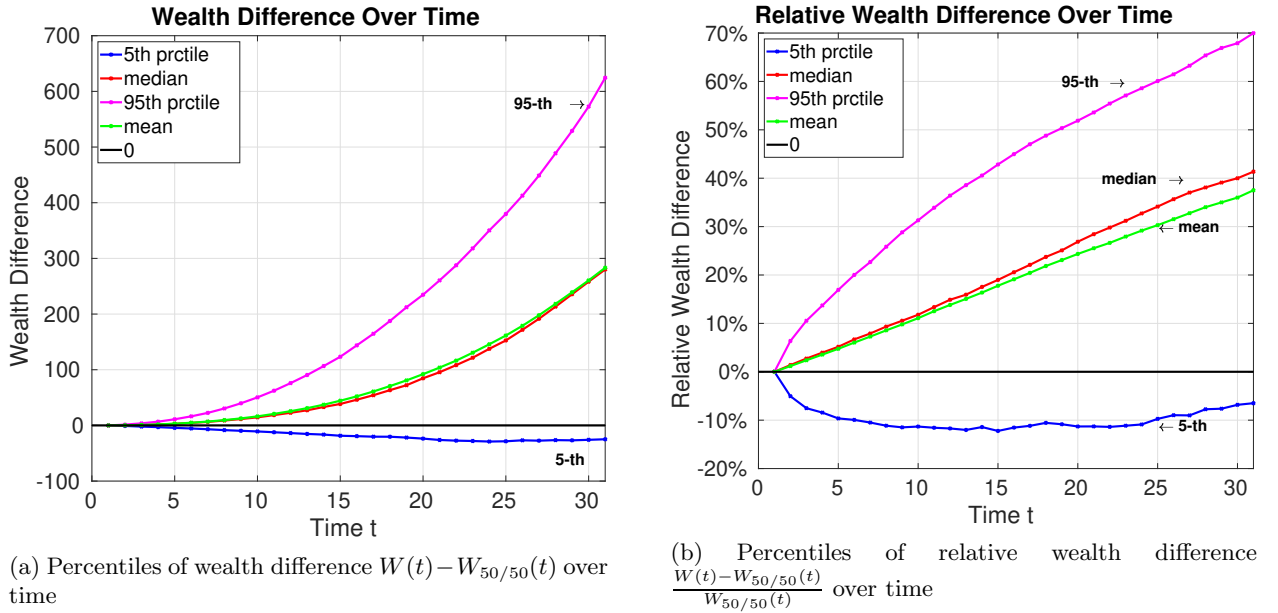 Wealth Difference Over Time
700
600
500
400
300
200
100
0
-100
Wealth Difference
5th prctile
median
95th prctile
mean
0
95-th →
5-th
0 5 10 15 20 25 30
Time t
(a) Percentiles of wealth difference W(t)−W50/50(t) over
time
Relative Wealth Difference Over Time
70%
60%
50%
40%
30%
20%
10%
0%
-10%
-20%
Relative Wealth Difference
5th prctile
median
95th prctile
mean
0
95-th →
median →
← mean
← 5-th
0 5 10 15 20 25 30
Time t
(b) Percentiles of relative wealth difference
W(t)−W50/50(t)
W50/50(t)
over time